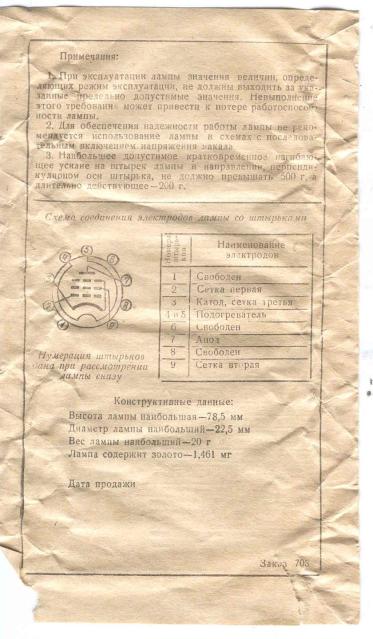 Примечания:
1. При эксплуатации лампы значения величин, опреде-
ляющих режим эксплуатации, не должны выходить за ука-
занные предельно допустимые значения. Невыполнение
этого требования может привести к потере работоспособ-
ности лампы.
2. Для обеспечения надежности работы лампы не реко-
мендуется использование лампы в схемах с последова-
тельным включением напряжения накала.
3. Наибольшее допустимое кратковременное изгибаю-
щее усилие на штырек лампы в направлении, перпенди-
кулярном оси штырька, не должно превышать 500 г, а
длительно действующее—200 г.
Схема соединения электродов лампы со штырьками
Номера штырь-ков Наименование электродов
1 Свободен
2 Сетка первая
3 Катод, сетка третья
4 и 5 Подогреватель
6 Свободен
7 Анод
8 Свободен
9 Сетка вторая
Нумерация штырьков
дана при рассмотрении
лампы снизу
Конструктивные данные:
Высота лампы наибольшая—78,5 мм
Диаметр лампы наибольший—22,5 мм
Вес лампы наибольший—20 г
Лампа содержит золото—1,461 мг
Дата продажи
Заказ 703